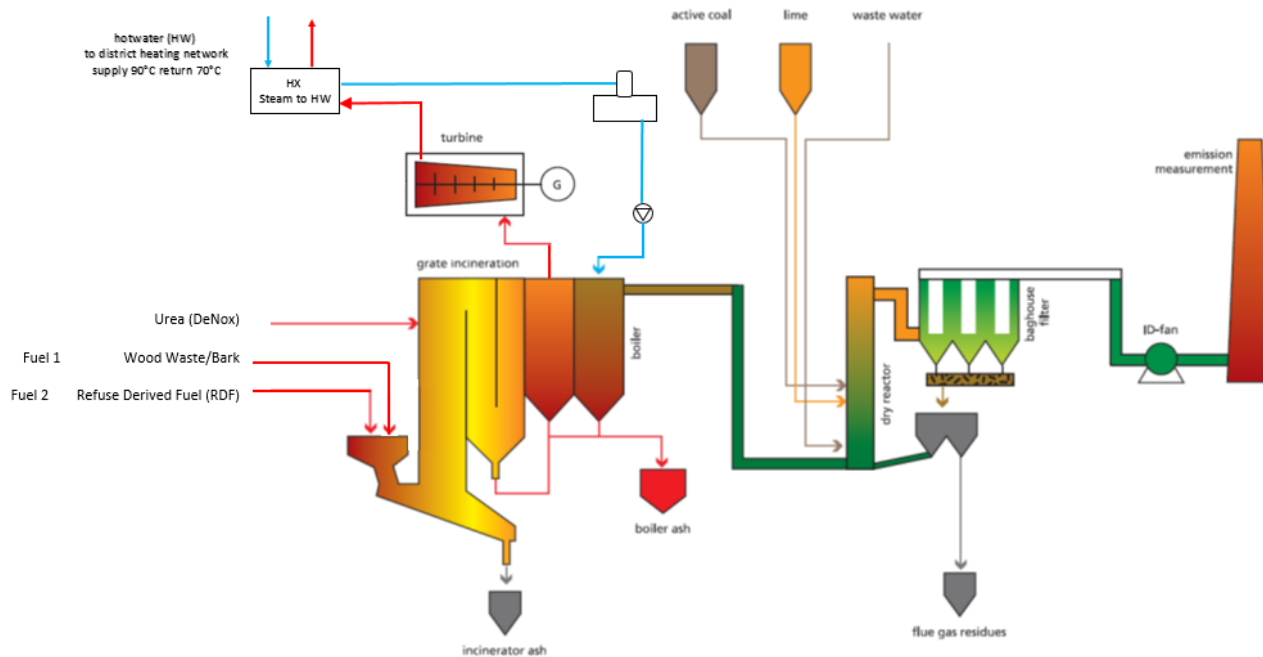 hotwater (HW)
to district heating network
supply 90°C return 70°C
HX
Steam to HW
turbine
G
active coal
lime
waste water
emission
measurement
grate incineration
boiler
Urea (DeNox)
Fuel 1
Wood Waste/Bark
Fuel 2
Refuse Derived Fuel (RDF)
dry reactor
baghouse
filter
ID-fan
boiler ash
incinerator ash
flue gas residues